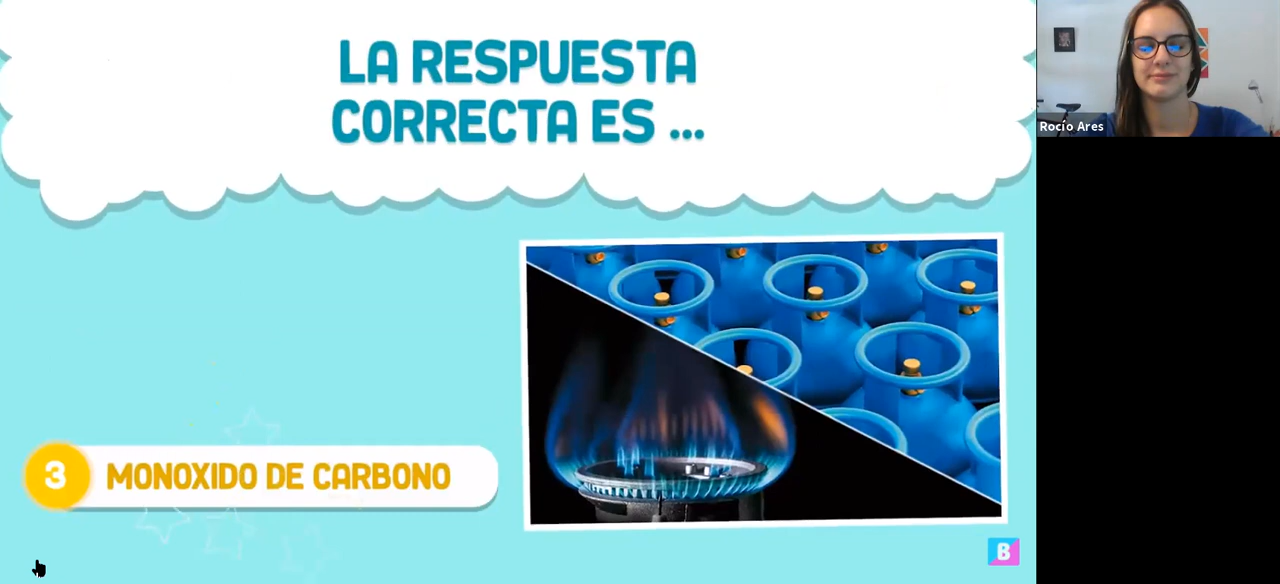 LA RESPUESTA
CORRECTA ES ...
Rocío Ares
3 MONOXIDO DE CARBONO
B